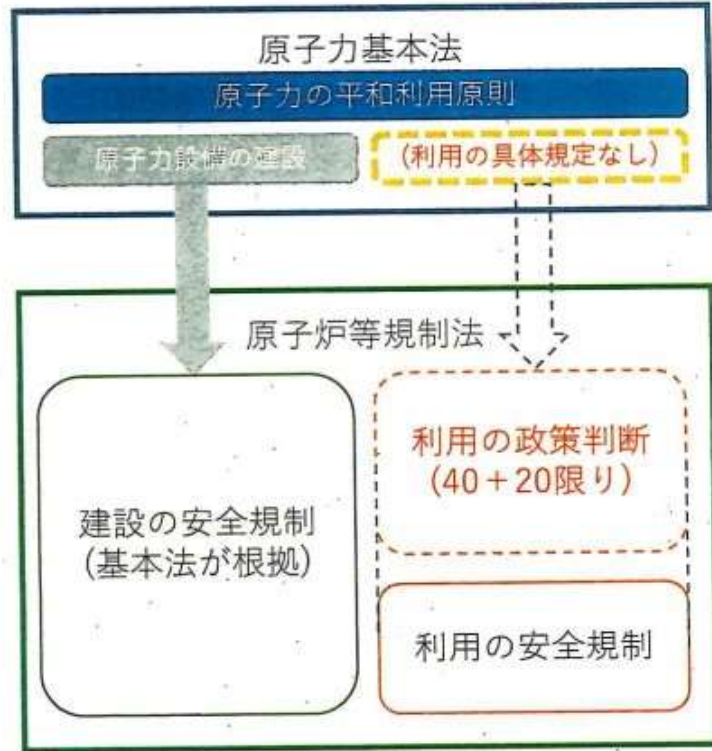 原子力基本法
原子力の平和利用原則
原子力設備の建設
(利用の具体規定なし)
原子炉等規制法
建設の安全規制
(基本法が根拠)
利用の政策判断
(40+20限り)
利用の安全規制